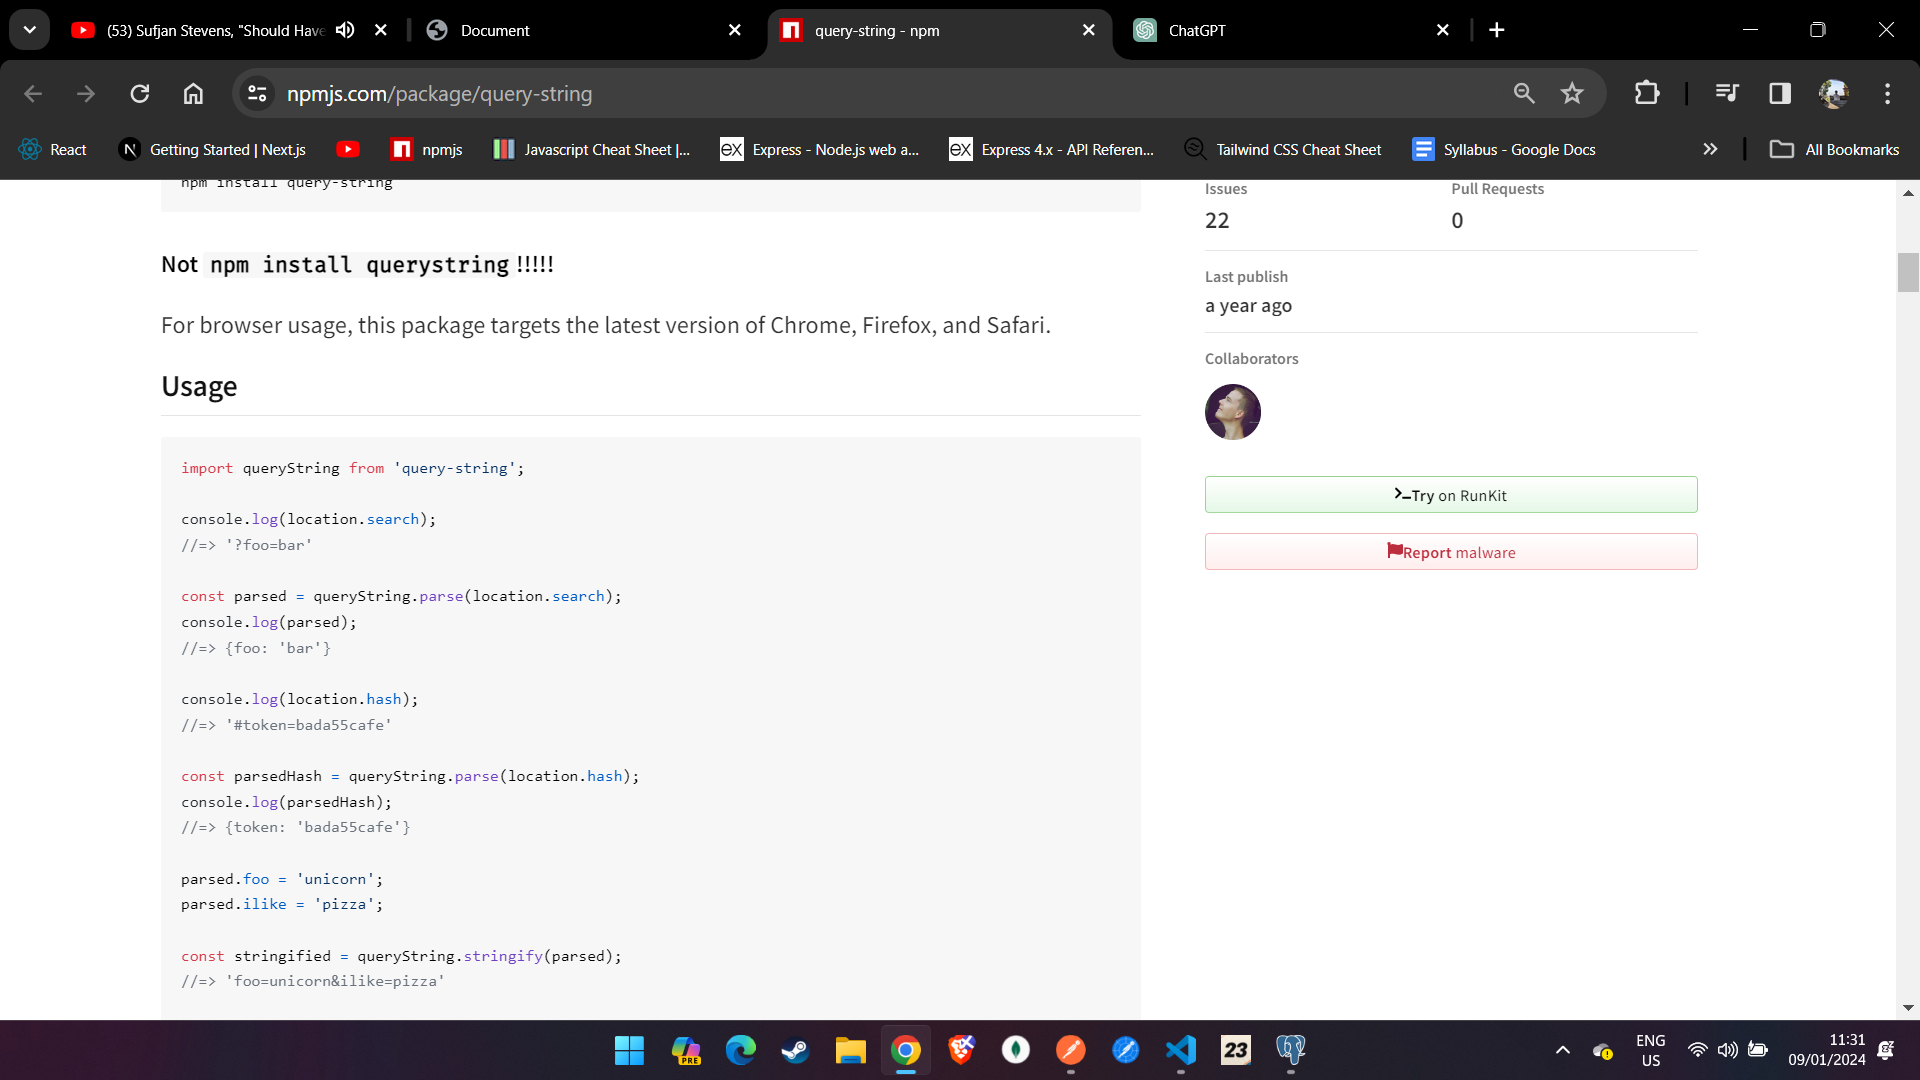 (53) Sufjan Stevens, "Should Have
Document
query-string - npm
ChatGPT
npmjs.com/package/query-string
React
Getting Started | Next.js
npmjs
Javascript Cheat Sheet |...
Express - Node.js web a...
Express 4.x - API Referen...
Tailwind CSS Cheat Sheet
Syllabus - Google Docs
All Bookmarks
npm install query-string
Not npm install querystring !!!!!
For browser usage, this package targets the latest version of Chrome, Firefox, and Safari.
Usage
import queryString from 'query-string';
console.log(location.search);
//=> '?foo=bar'
const parsed = queryString.parse(location.search);
console.log(parsed);
//=> {foo: 'bar'}
console.log(location.hash);
//=> '#token=bada55cafe'
const parsedHash = queryString.parse(location.hash);
console.log(parsedHash);
//=> {token: 'bada55cafe'}
parsed.foo = 'unicorn';
parsed.ilike = 'pizza';
const stringified = queryString.stringify(parsed);
//=> 'foo=unicorn&ilike=pizza'
Issues
22
Pull Requests
0
Last publish
a year ago
Collaborators
Try on RunKit
Report malware
PRE
23
ENG
US
11:31
09/01/2024